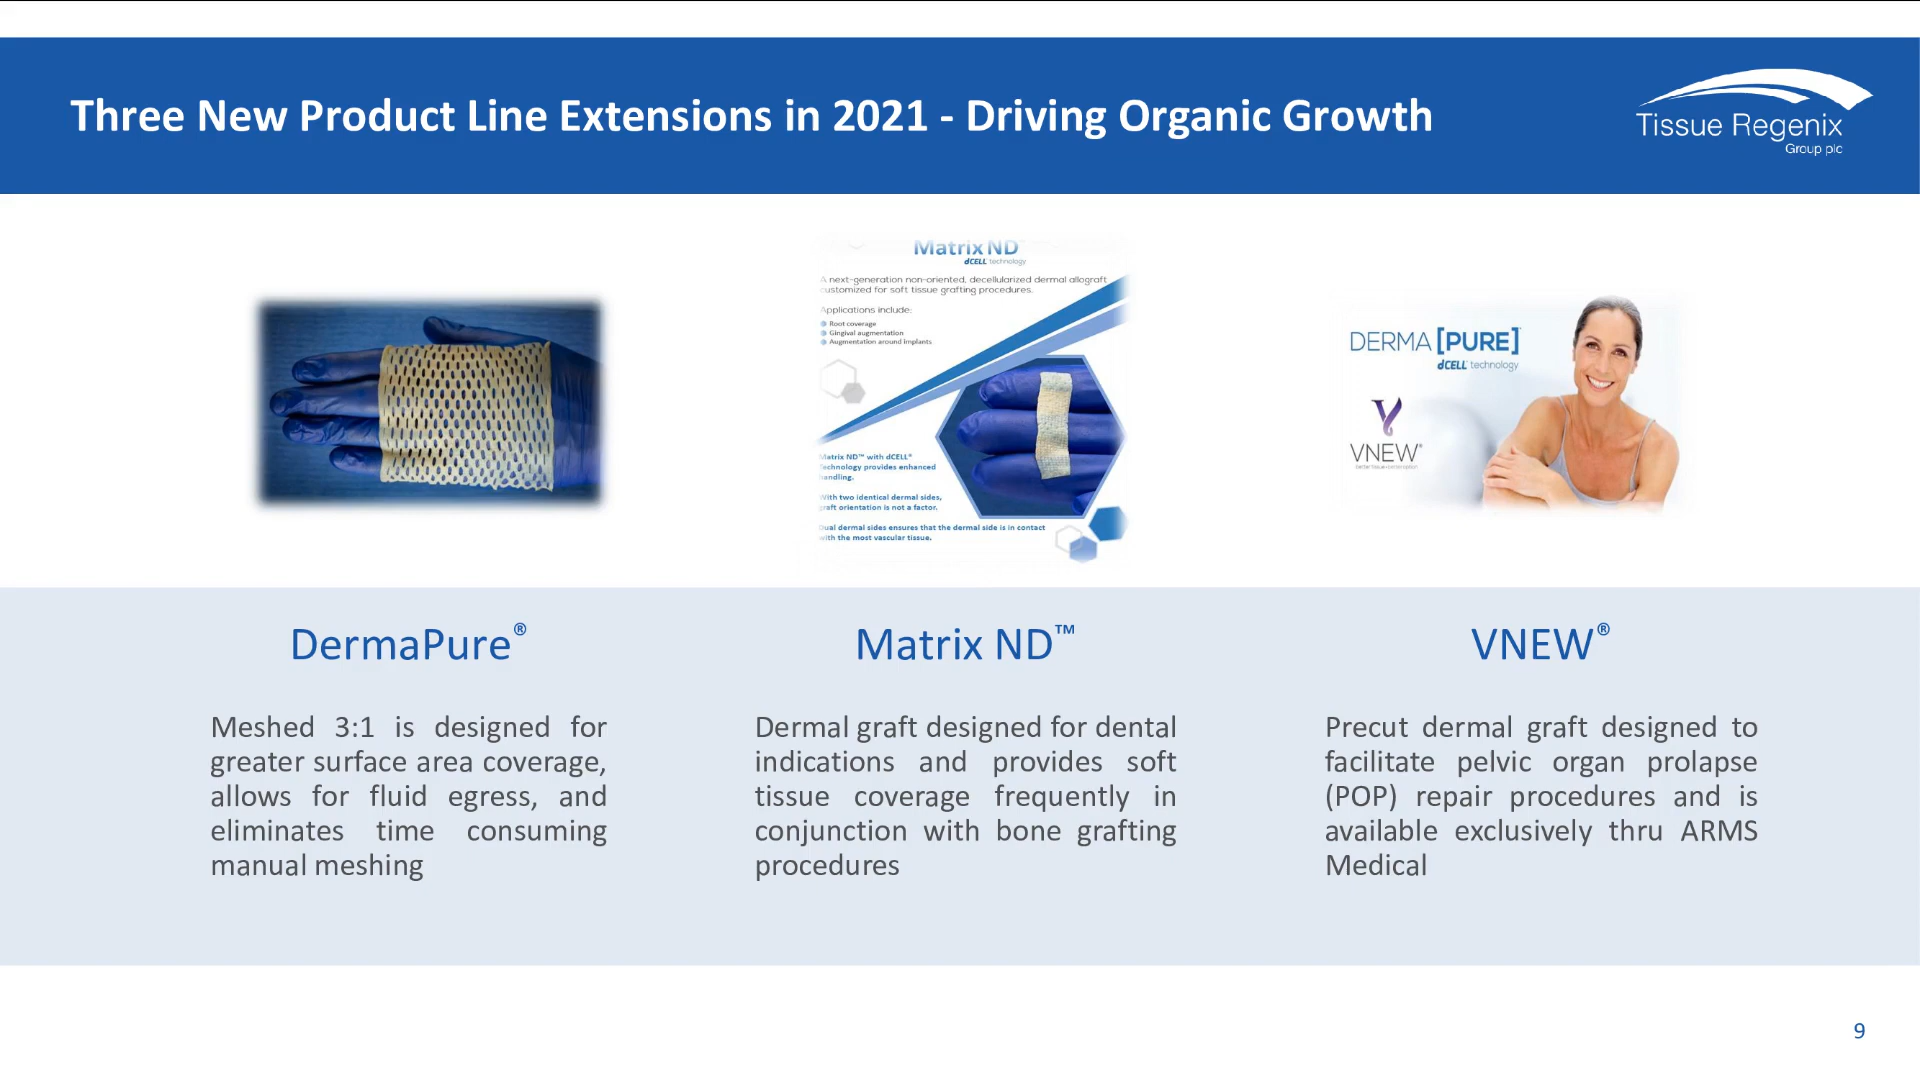 Three New Product Line Extensions in 2021 - Driving Organic Growth
Tissue Regenix
Group plc
Matrix ND
dCELL technology
A next-generation non-oriented, decellularized dermal allograft
customized for soft tissue grafting procedures.
Applications include:
Root coverage
Gingival augmentation
Augmentation around implants
Matrix ND™ with dCELL®
Technology provides enhanced
handling.
With two identical dermal sides,
graft orientation is not a factor.
Dual dermal sides ensures that the dermal side is in contact
with the most vascular tissue.
DERMA [PURE]
dCELL technology
VNEW®
DermaPure®
Meshed 3:1 is designed for
greater surface area coverage,
allows for fluid egress, and
eliminates time consuming
manual meshing
Matrix ND™
Dermal graft designed for dental
indications and provides soft
tissue coverage frequently in
conjunction with bone grafting
procedures
VNEW®
Precut dermal graft designed to
facilitate pelvic organ prolapse
(POP) repair procedures and is
available exclusively thru ARMS
Medical
9